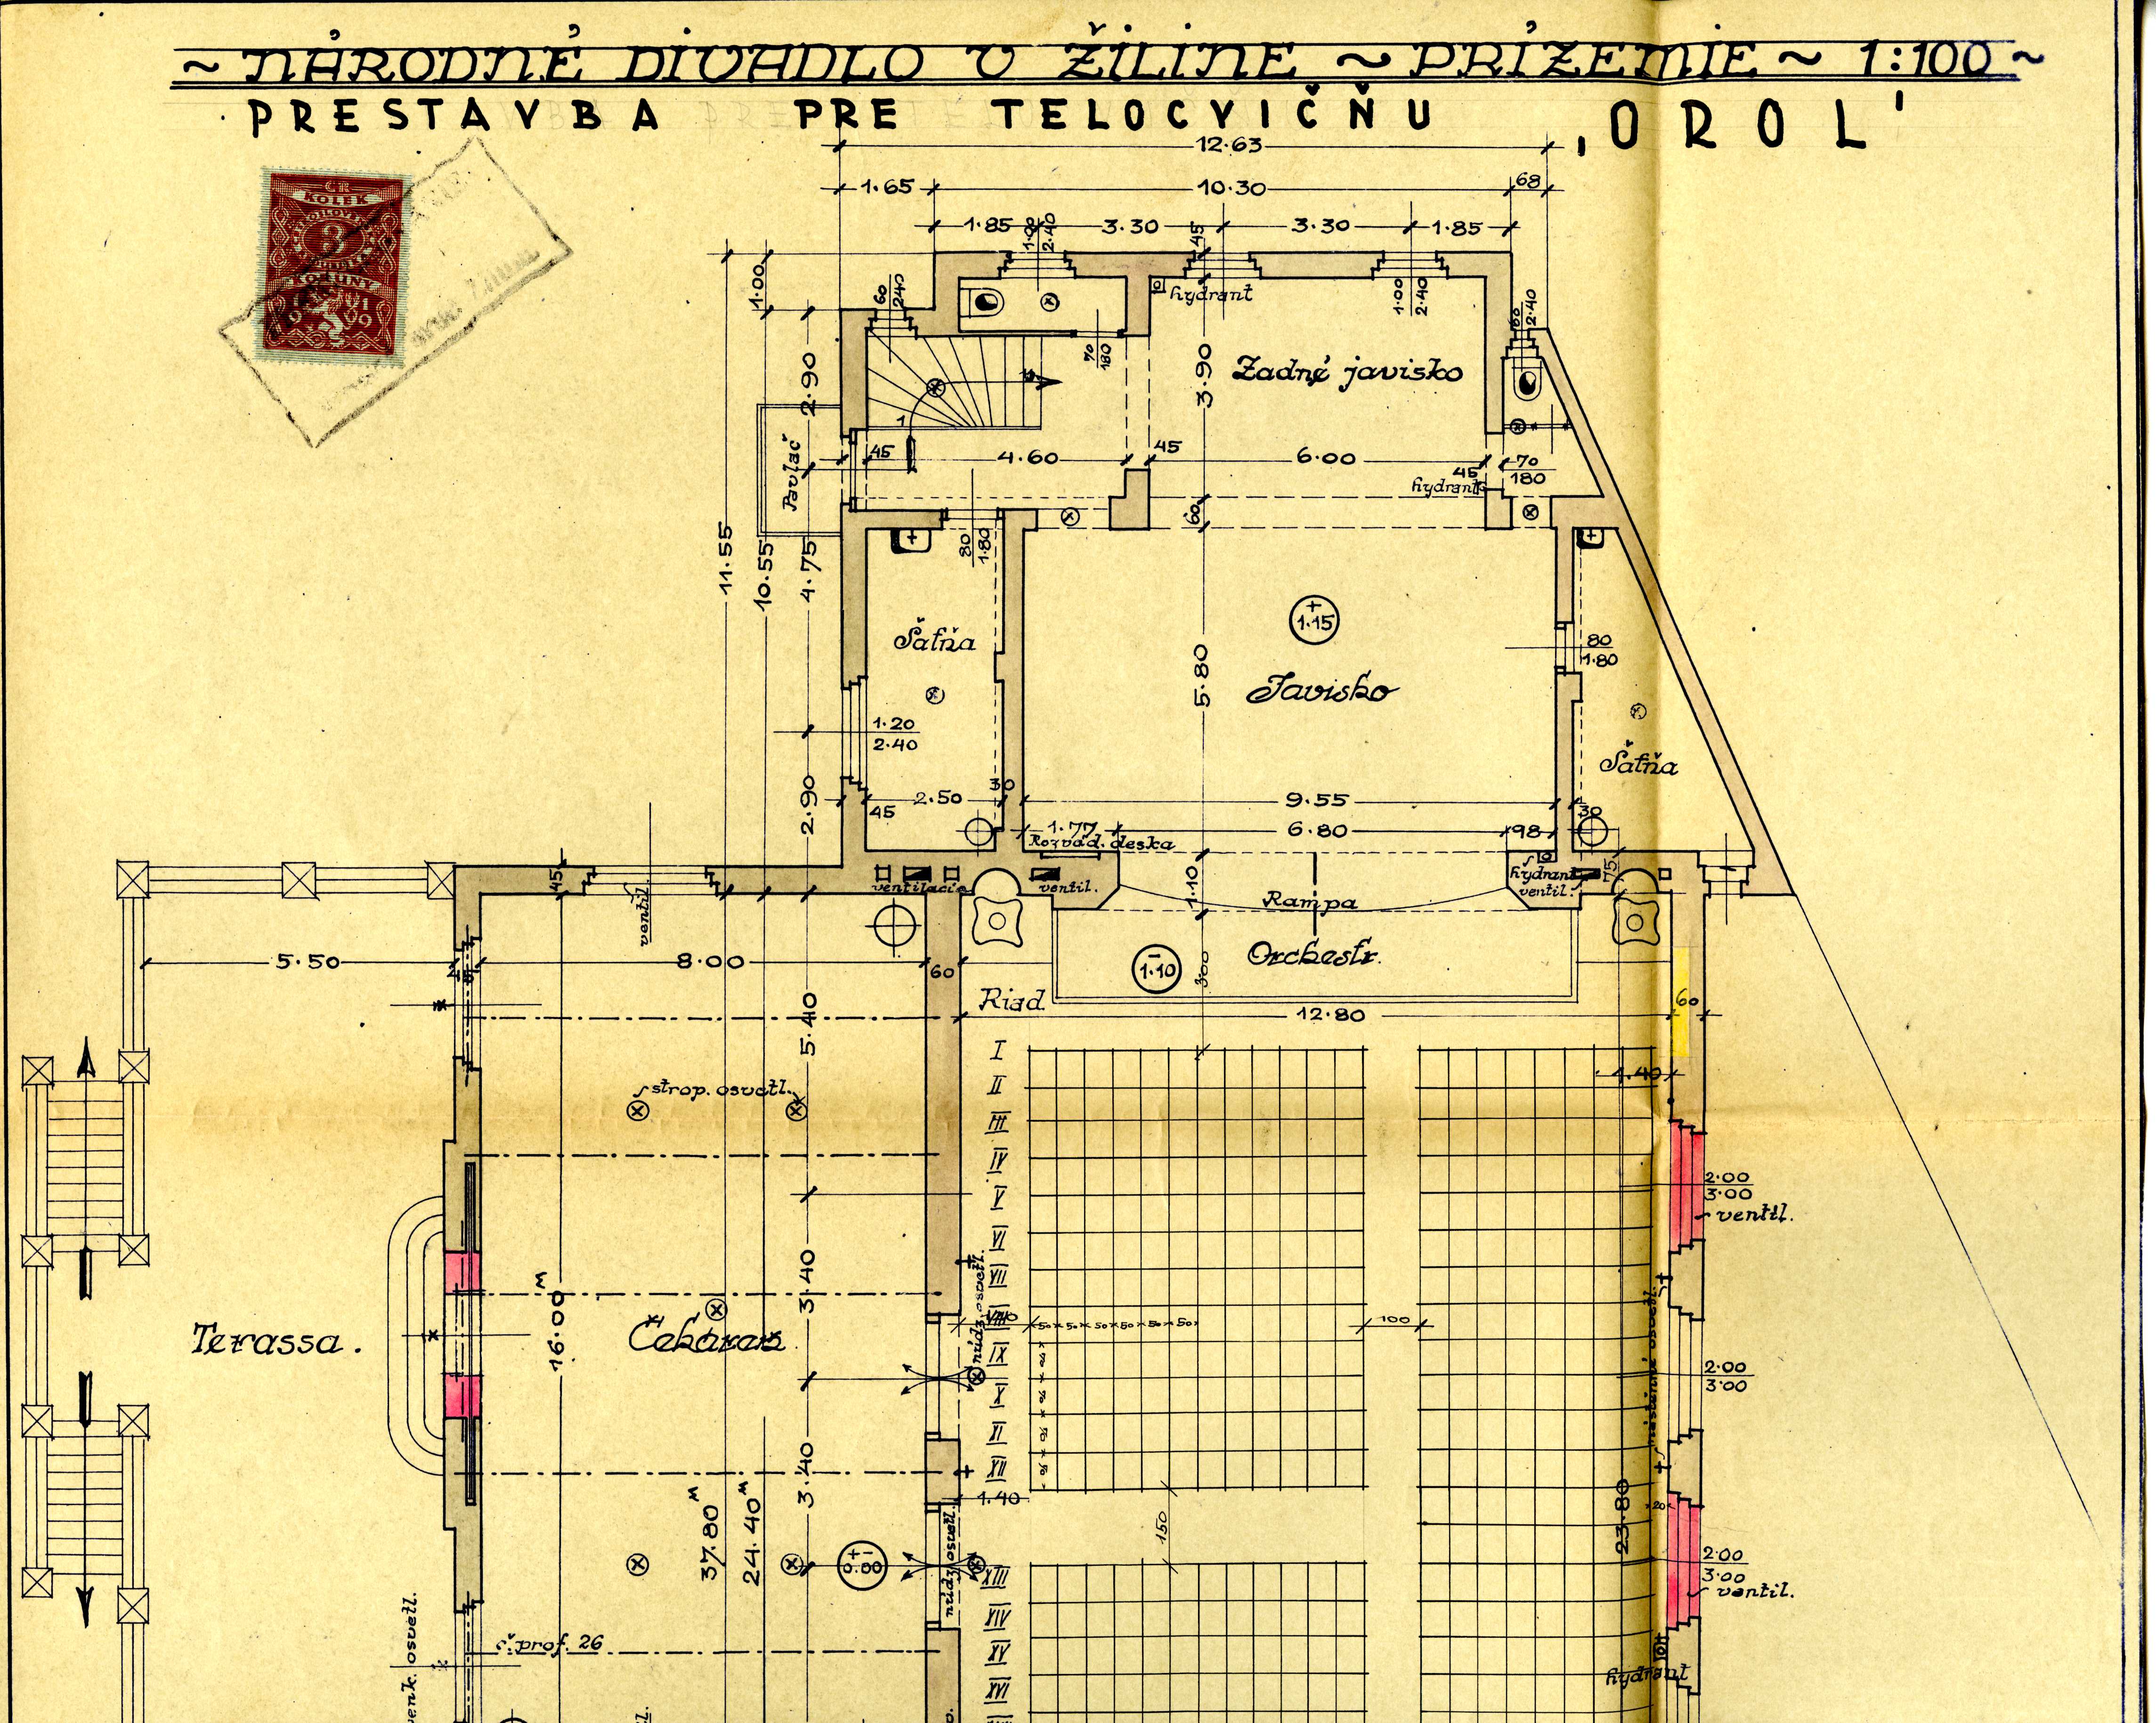 ~ NÁRODNÉ DIVADLO V ŽILINE ~ PRÍZEMIE ~ 1:100 ~
PRESTAVBA PRE TELOCVIČŇU ‚OROL'
12.63
1.65 10.30 68
1.85 1.00 2.40 3.30 45 3.30 1.85
ČR
KOLEK
3
KORUNY
1919
1.00
60 2.40
hydrant
1.00 2.40
60 2.40
70 180
2.90
3.90
Zadné javisko
1
Pavlač
45 4.60 45 6.00 45 70
180
hydrant
60
11.55
10.55
4.75
80 1.80
Šatňa
+
1.15
5.80
Javisko
80
1.80
1.20
2.40
Šatňa
2.90
45 2.50 30 9.55 30
1.77 6.80 98
Rozvád. deska
45
ventil.
ventilacie
ventil.
1.10
Rampa
hydrant
ventil.
75
5.50 45 8.00 60
Orchestr.
-
1.10
3.00
60
Riad.
12.80
5.40
I
II
III
IV
V
VI
VII
VIII
IX
X
XI
XII
XIII
XIV
XV
XVI
1.40
strop. osvetl.
2.00
3.00
ventil.
3.40
16.00 M
Terassa.
Čekáreň
núdz. osvetl.
50 50 50 50 50 50
100
2.00
3.00
3.40
1.40
150
37.80 M
24.40 M
+-
0.00
núdz. osvetl.
nástenné osvetl.
23.80
20
2.00
3.00
ventil.
č. prof. 26
venk. osvetl.
hydrant